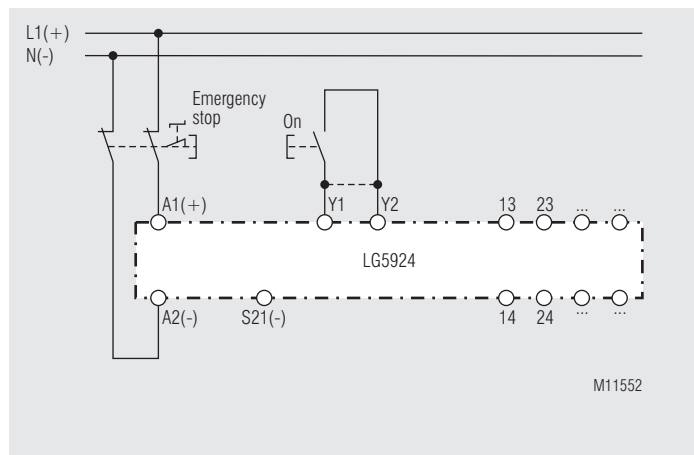 L1(+)
N(-)
Emergency
stop
On
A1(+)
Y1
Y2
13
23
...
...
LG5924
A2(-)
S21(-)
14
24
...
...
M11552